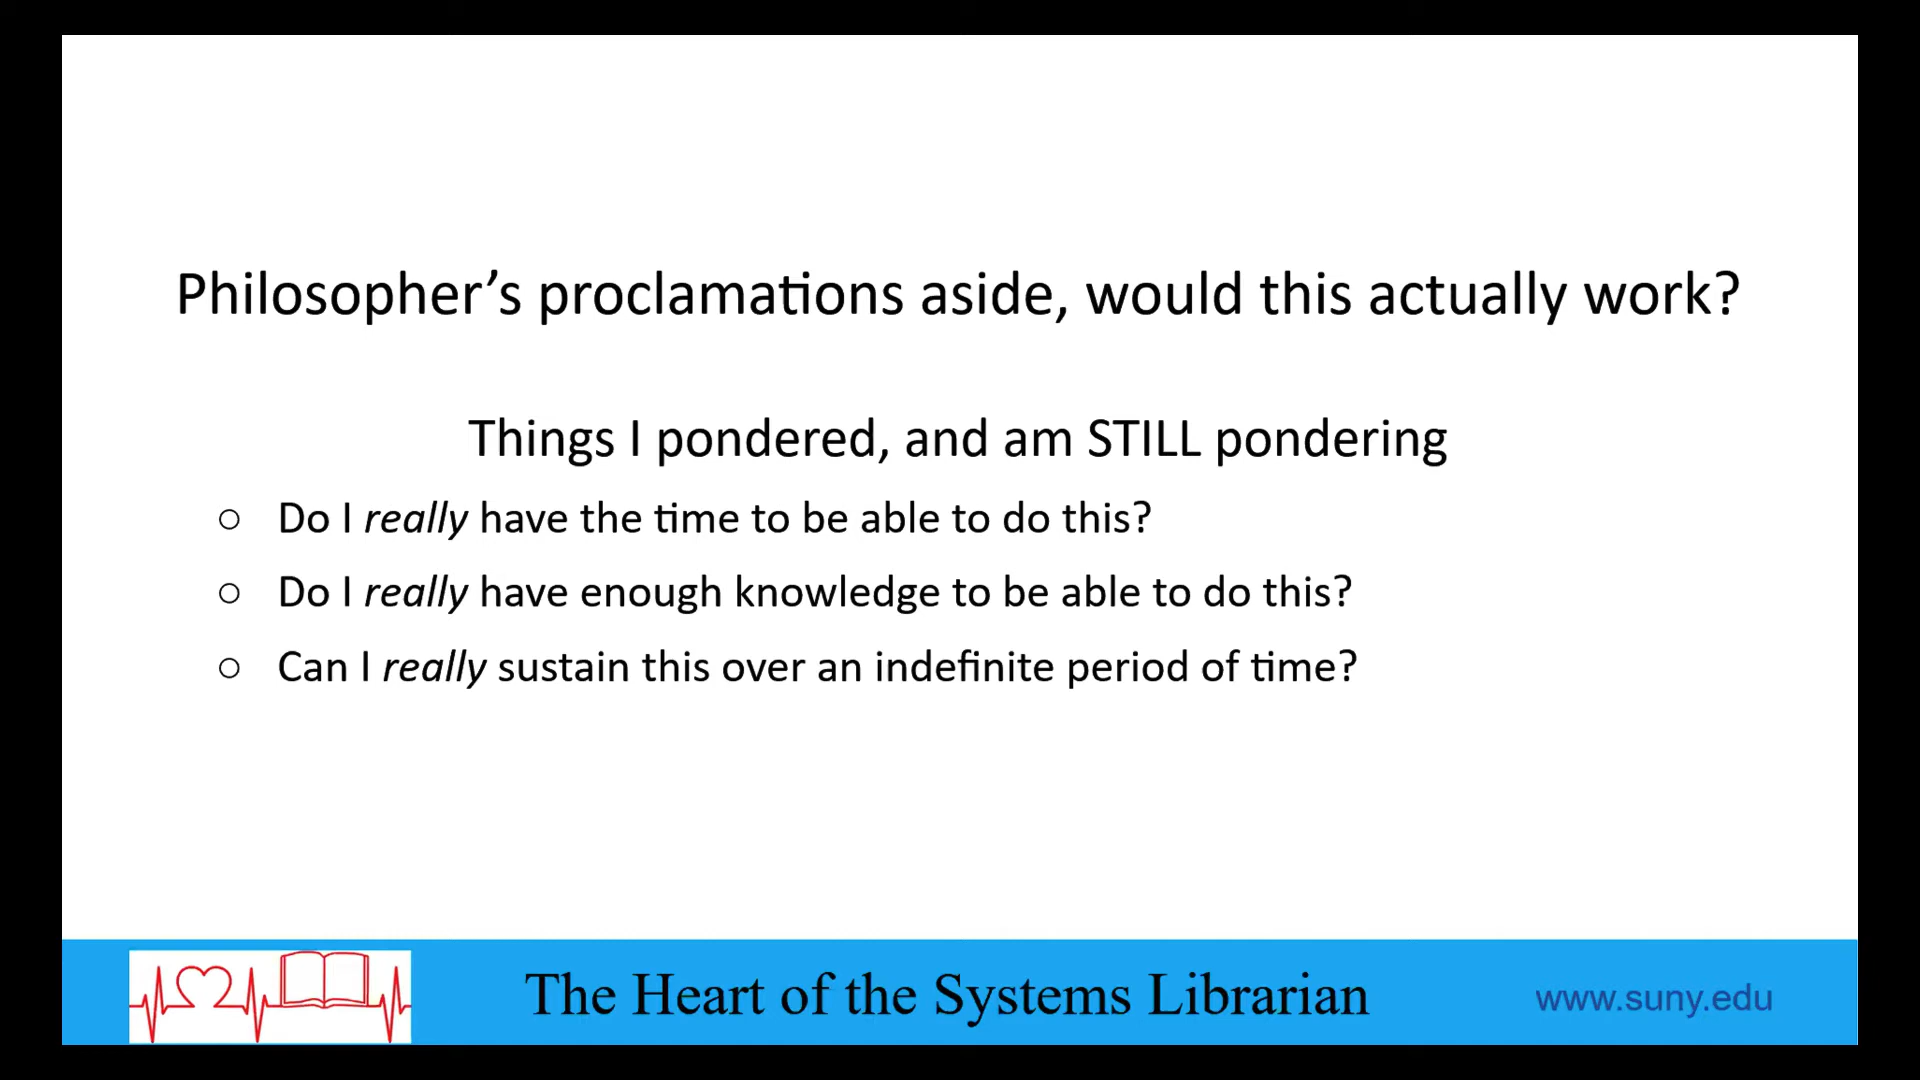 Philosopher’s proclamations aside, would this actually work?
Things I pondered, and am STILL pondering
○ Do I really have the time to be able to do this?
○ Do I really have enough knowledge to be able to do this?
○ Can I really sustain this over an indefinite period of time?
The Heart of the Systems Librarian
www.suny.edu